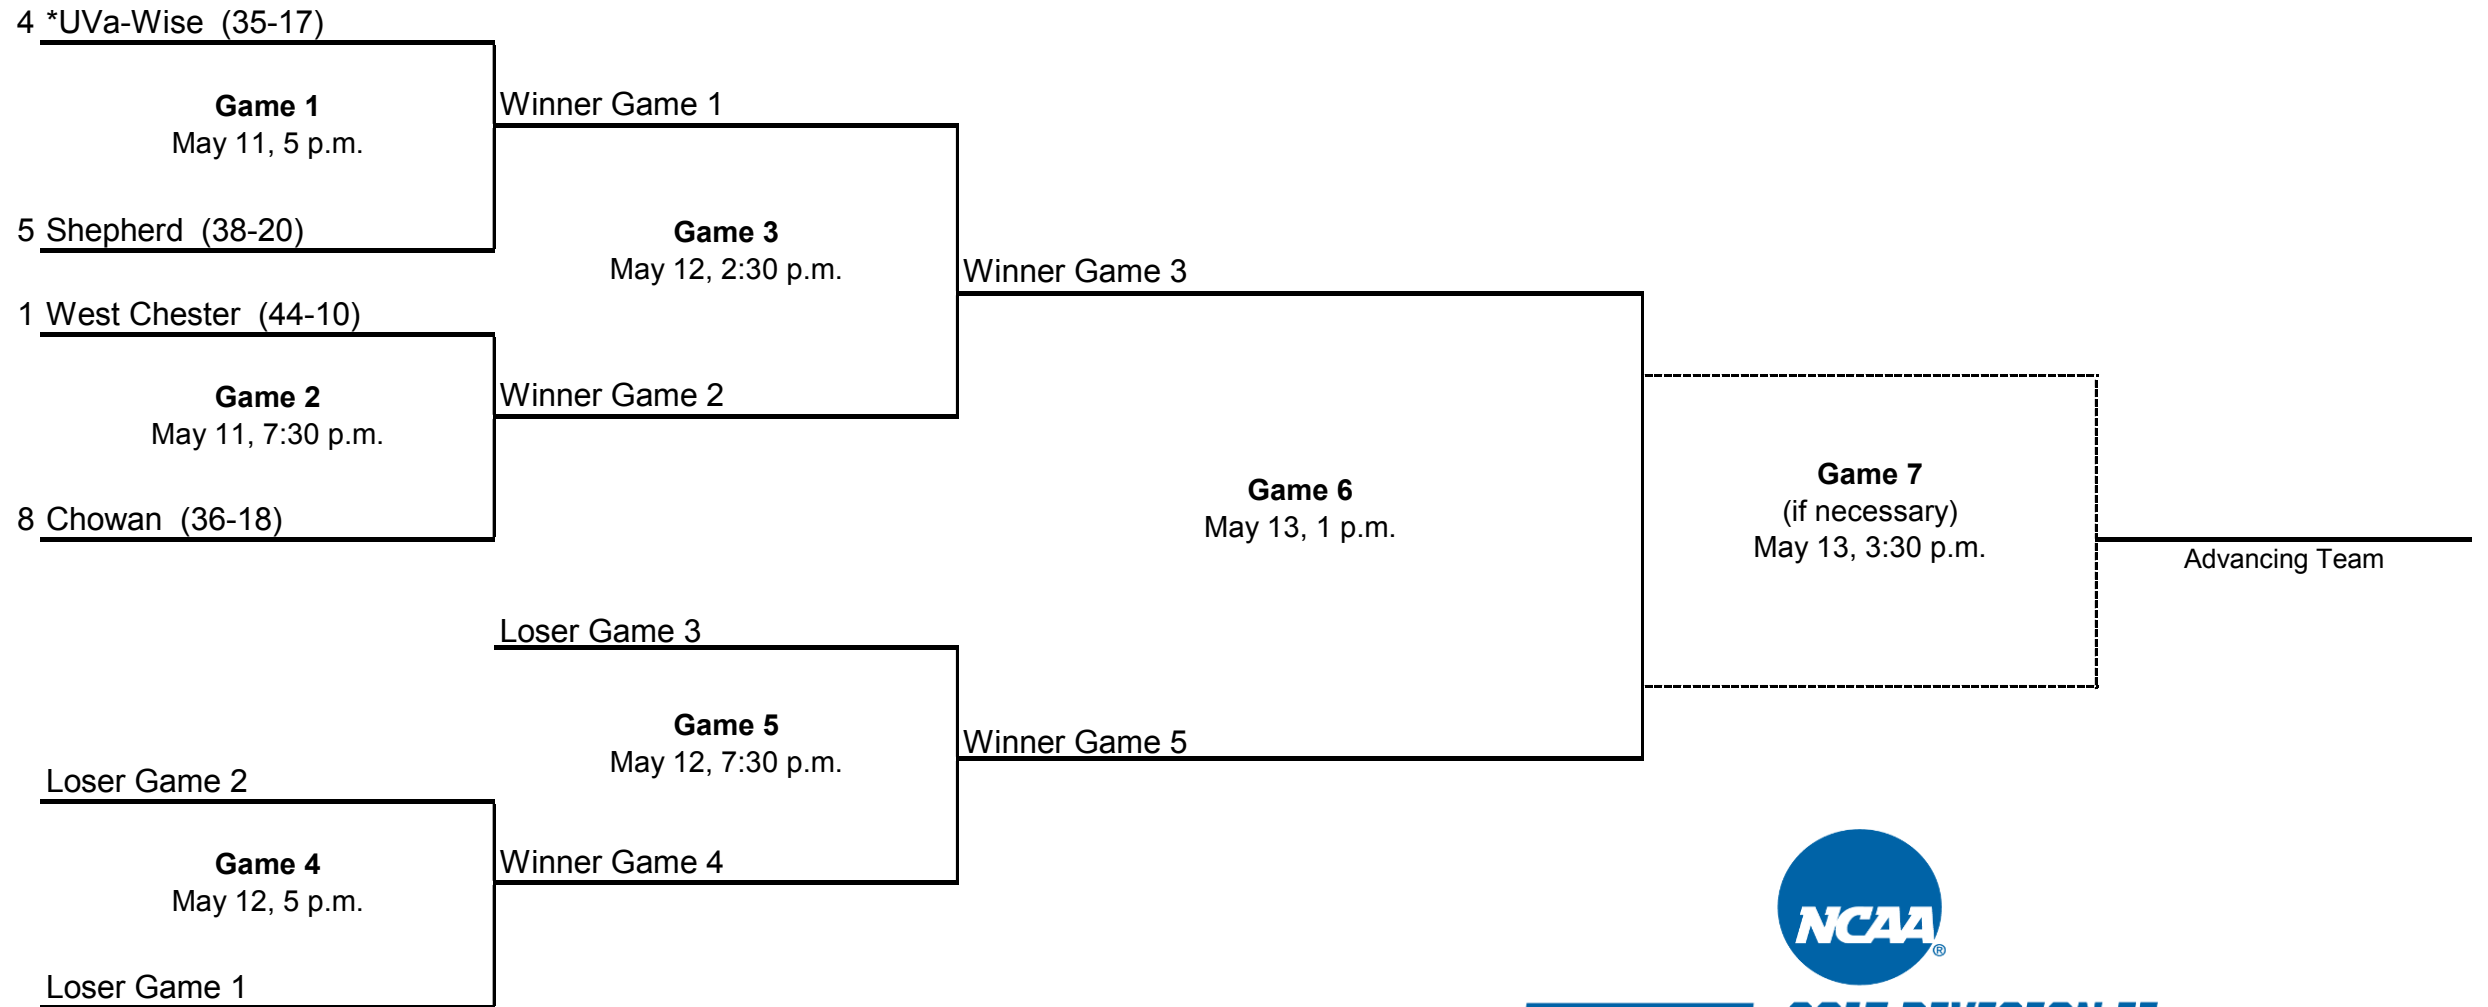 4 *UVa-Wise (35-17)
Game 1
May 11, 5 p.m.
Winner Game 1
5 Shepherd (38-20)
Game 3
May 12, 2:30 p.m.
Winner Game 3
1 West Chester (44-10)
Game 2
May 11, 7:30 p.m.
Winner Game 2
8 Chowan (36-18)
Game 6
May 13, 1 p.m.
Game 7
(if necessary)
May 13, 3:30 p.m.
Advancing Team
Loser Game 3
Game 5
May 12, 7:30 p.m.
Winner Game 5
Loser Game 2
Game 4
May 12, 5 p.m.
Winner Game 4
Loser Game 1
NCAA®